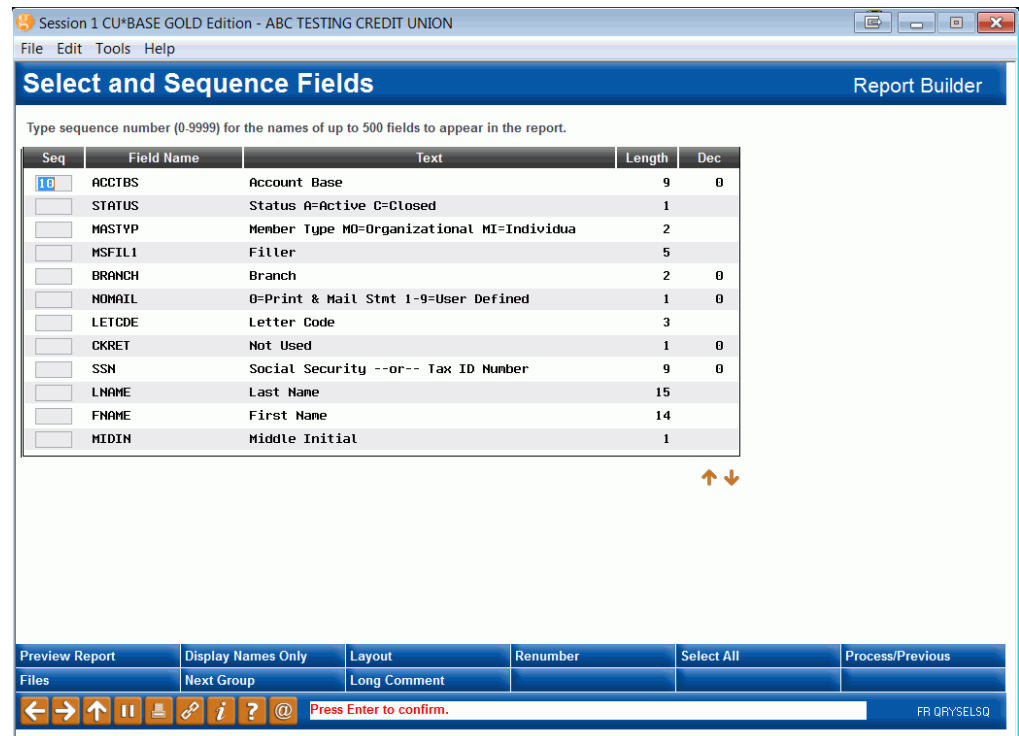 Session 1 CU*BASE GOLD Edition - ABC TESTING CREDIT UNION
File Edit Tools Help
Select and Sequence Fields Report Builder
Type sequence number (0-9999) for the names of up to 500 fields to appear in the report.
Seq Field Name Text Length Dec
10 ACCTBS Account Base 9 0
STATUS Status A=Active C=Closed 1
MASTYP Member Type MO=Organizational MI=Individua 2
MSFIL1 Filler 5
BRANCH Branch 2 0
NOMAIL 0=Print & Mail Stmt 1-9=User Defined 1 0
LETCDE Letter Code 3
CKRET Not Used 1 0
SSN Social Security --or-- Tax ID Number 9 0
LNAME Last Name 15
FNAME First Name 14
MIDIN Middle Initial 1
Preview Report Display Names Only Layout Renumber Select All Process/Previous
Files Next Group Long Comment
Press Enter to confirm. FR QRYSELSQ